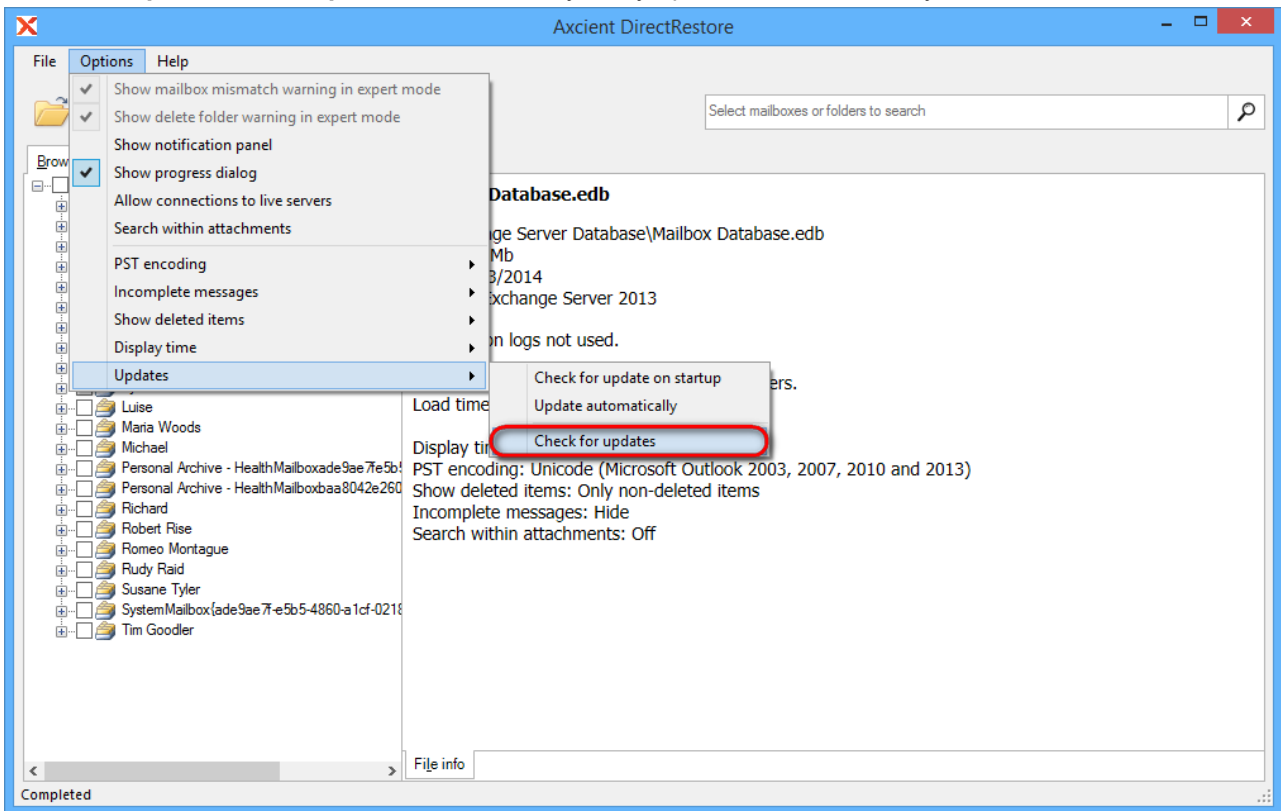 Axcient DirectRestore
File Options Help
Show mailbox mismatch warning in expert mode
Show delete folder warning in expert mode
Show notification panel
Show progress dialog
Allow connections to live servers
Search within attachments
PST encoding
Incomplete messages
Show deleted items
Display time
Updates
Check for update on startup
Update automatically
Check for updates
Select mailboxes or folders to search
Brow
Database.edb
ge Server Database\Mailbox Database.edb
Mb
3/2014
Exchange Server 2013
on logs not used.
ers.
Load time
Display tim
PST encoding: Unicode (Microsoft Outlook 2003, 2007, 2010 and 2013)
Show deleted items: Only non-deleted items
Incomplete messages: Hide
Search within attachments: Off
Luise
Maria Woods
Michael
Personal Archive - HealthMailboxade9ae7fe5b5
Personal Archive - HealthMailboxbaa8042e260
Richard
Robert Rise
Romeo Montague
Rudy Raid
Susane Tyler
SystemMailbox{ade9ae7f-e5b5-4860-a1cf-0218
Tim Goodler
File info
Completed